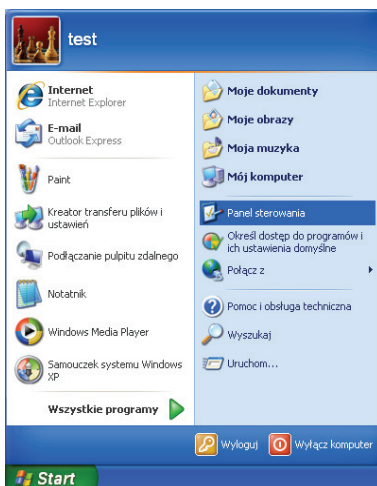 test
Internet
Internet Explorer
E-mail
Outlook Express
Paint
Kreator transferu plików i
ustawień
Podłączanie pulpitu zdalnego
Notatnik
Windows Media Player
Samouczek systemu Windows
XP
Wszystkie programy
Moje dokumenty
Moje obrazy
Moja muzyka
Mój komputer
Panel sterowania
Określ dostęp do programów i
ich ustawienia domyślne
Połącz z
Pomoc i obsługa techniczna
Wyszukaj
Uruchom...
Wyloguj
Wyłącz komputer
Start